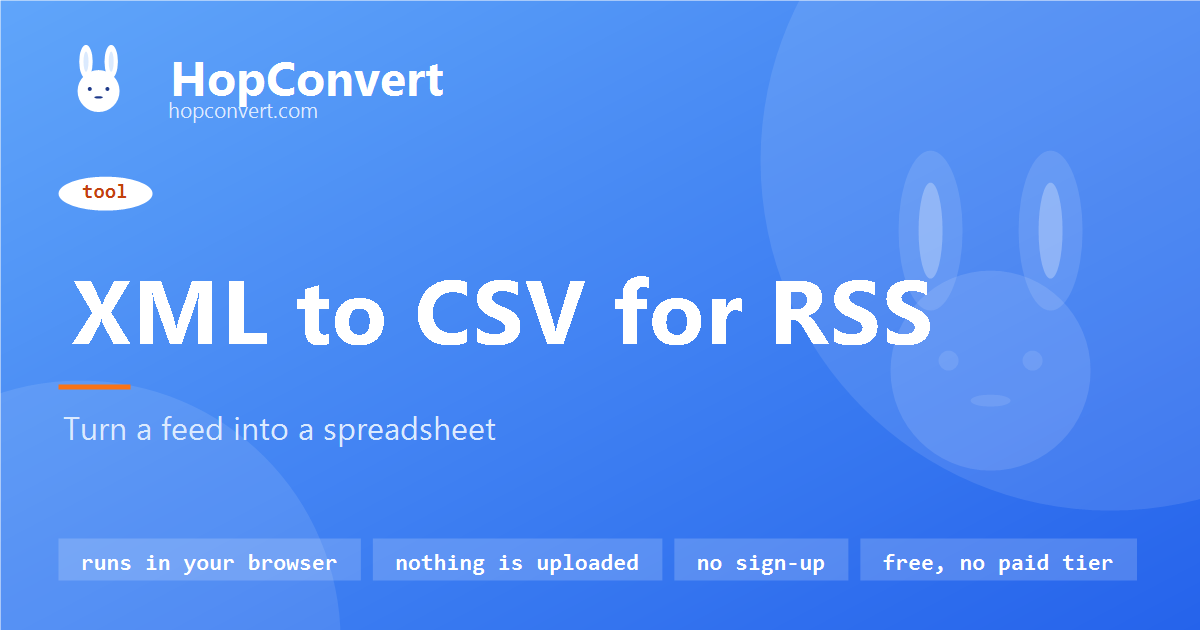 HopConvert
hopconvert.com
tool
XML to CSV for RSS
Turn a feed into a spreadsheet
runs in your browser
nothing is uploaded
no sign-up
free, no paid tier